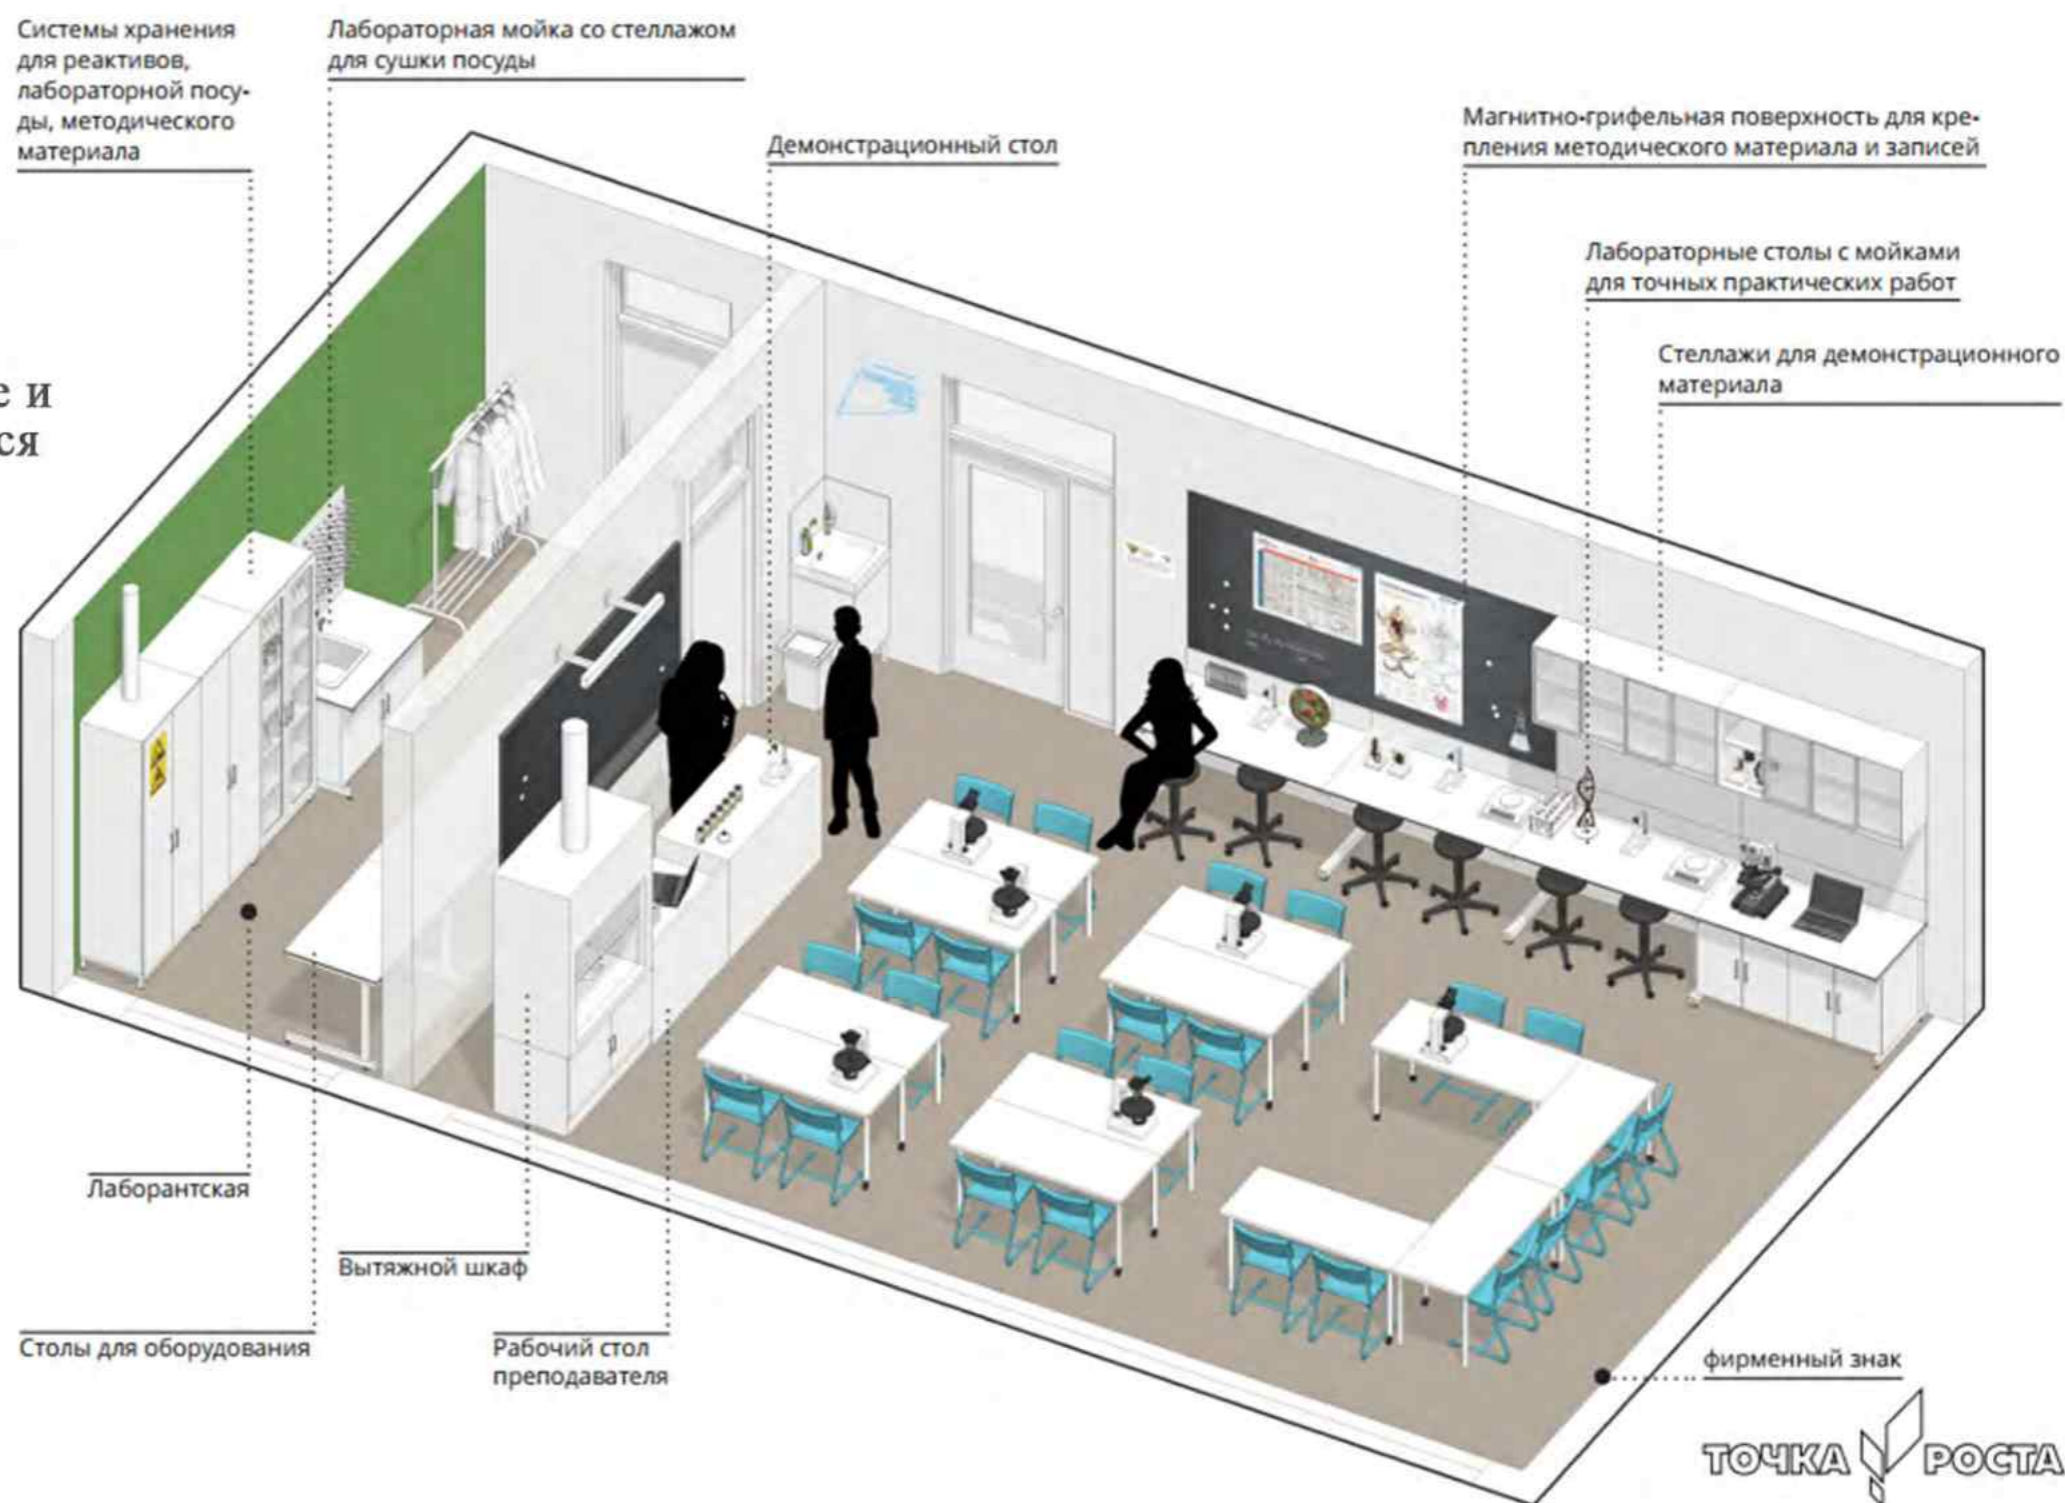 Системы хранения
для реактивов,
лабораторной посу-
ды, методического
материала
Лабораторная мойка со стеллажом
для сушки посуды
Демонстрационный стол
Магнитно-грифельная поверхность для кре-
пления методического материала и записей
Лабораторные столы с мойками
для точных практических работ
Стеллажи для демонстрационного
материала
е и
ся
Лаборантская
Вытяжной шкаф
Столы для оборудования
Рабочий стол
преподавателя
фирменный знак
ТОЧКА РОСТА